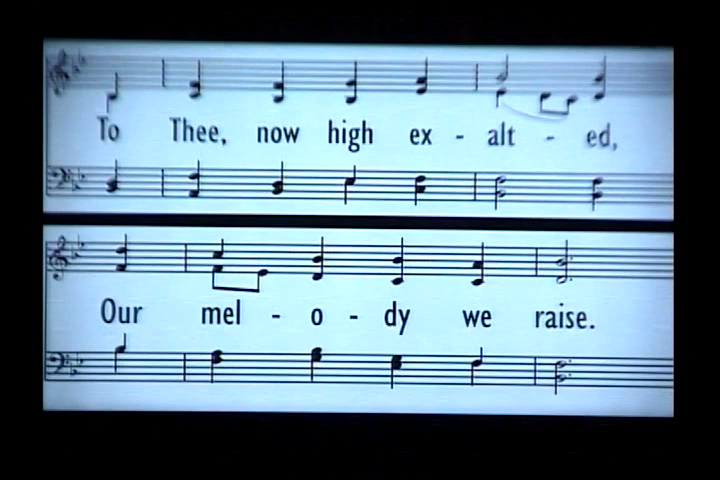 To Thee, now high ex - alt - ed,
Our mel - o - dy we raise.